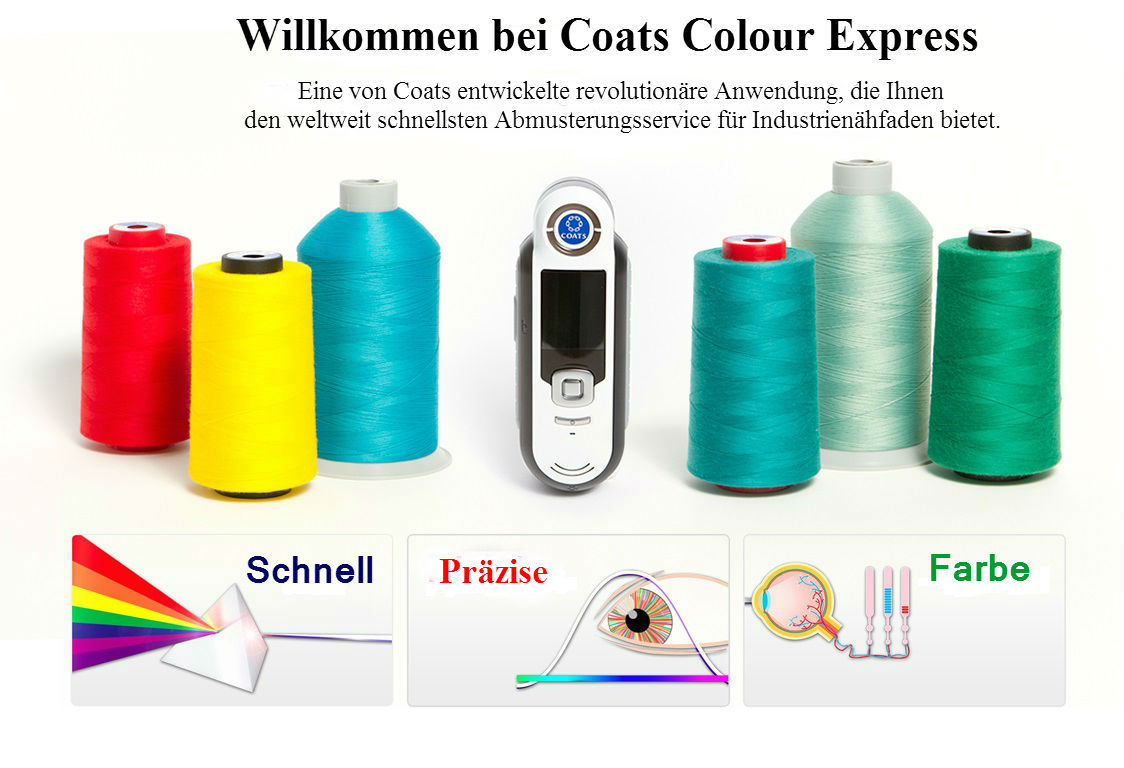 Willkommen bei Coats Colour Express
Eine von Coats entwickelte revolutionäre Anwendung, die Ihnen
den weltweit schnellsten Abmusterungsservice für Industrienähfaden bietet.
COATS
Schnell
Präzise
Farbe